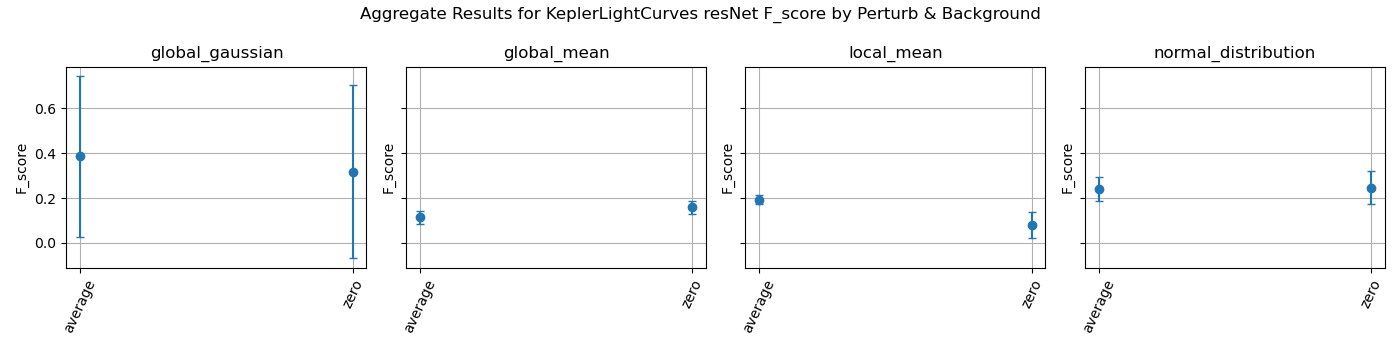 Aggregate Results for KeplerLightCurves resNet F_score by Perturb & Background
global_gaussian
global_mean
local_mean
normal_distribution
F_score
0.6
0.4
0.2
0.0
average
zero
F_score
average
zero
F_score
average
zero
F_score
average
zero